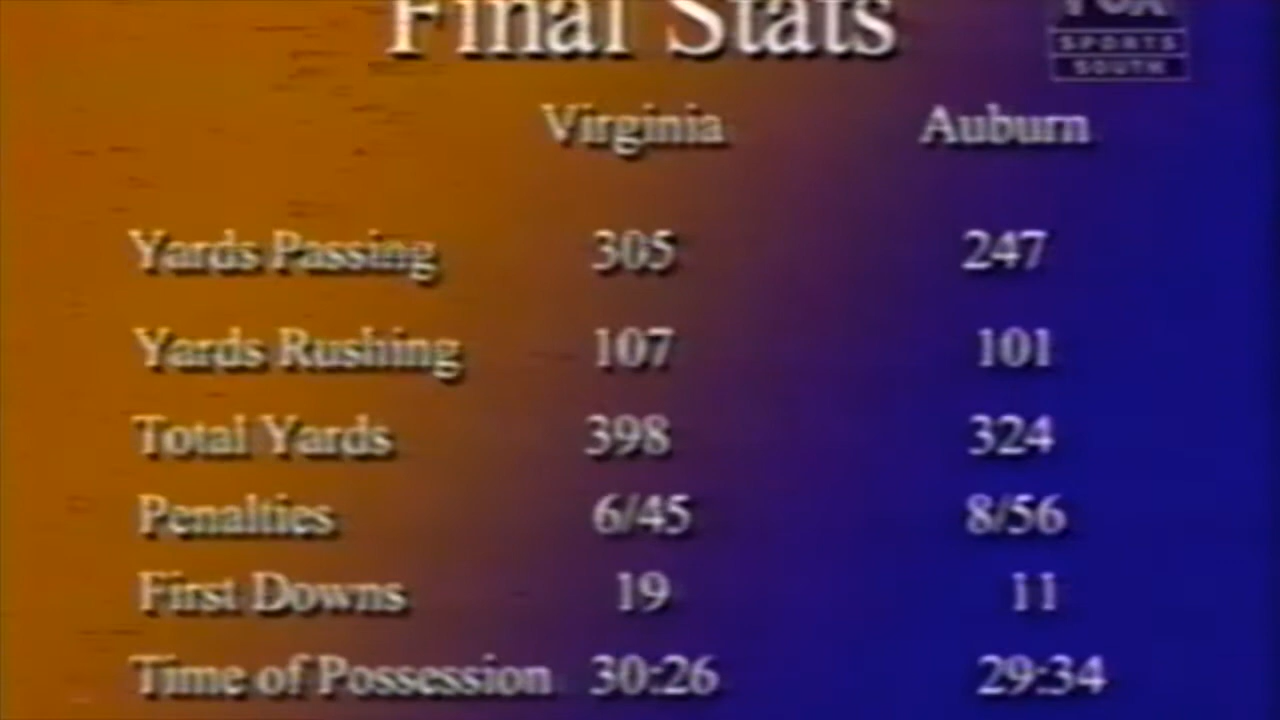 Final Stats
FOX
SPORTS
SOUTH
Virginia Auburn
Yards Passing 305 247
Yards Rushing 107 101
Total Yards 398 324
Penalties 6/45 8/56
First Downs 19 11
Time of Possession 30:26 29:34